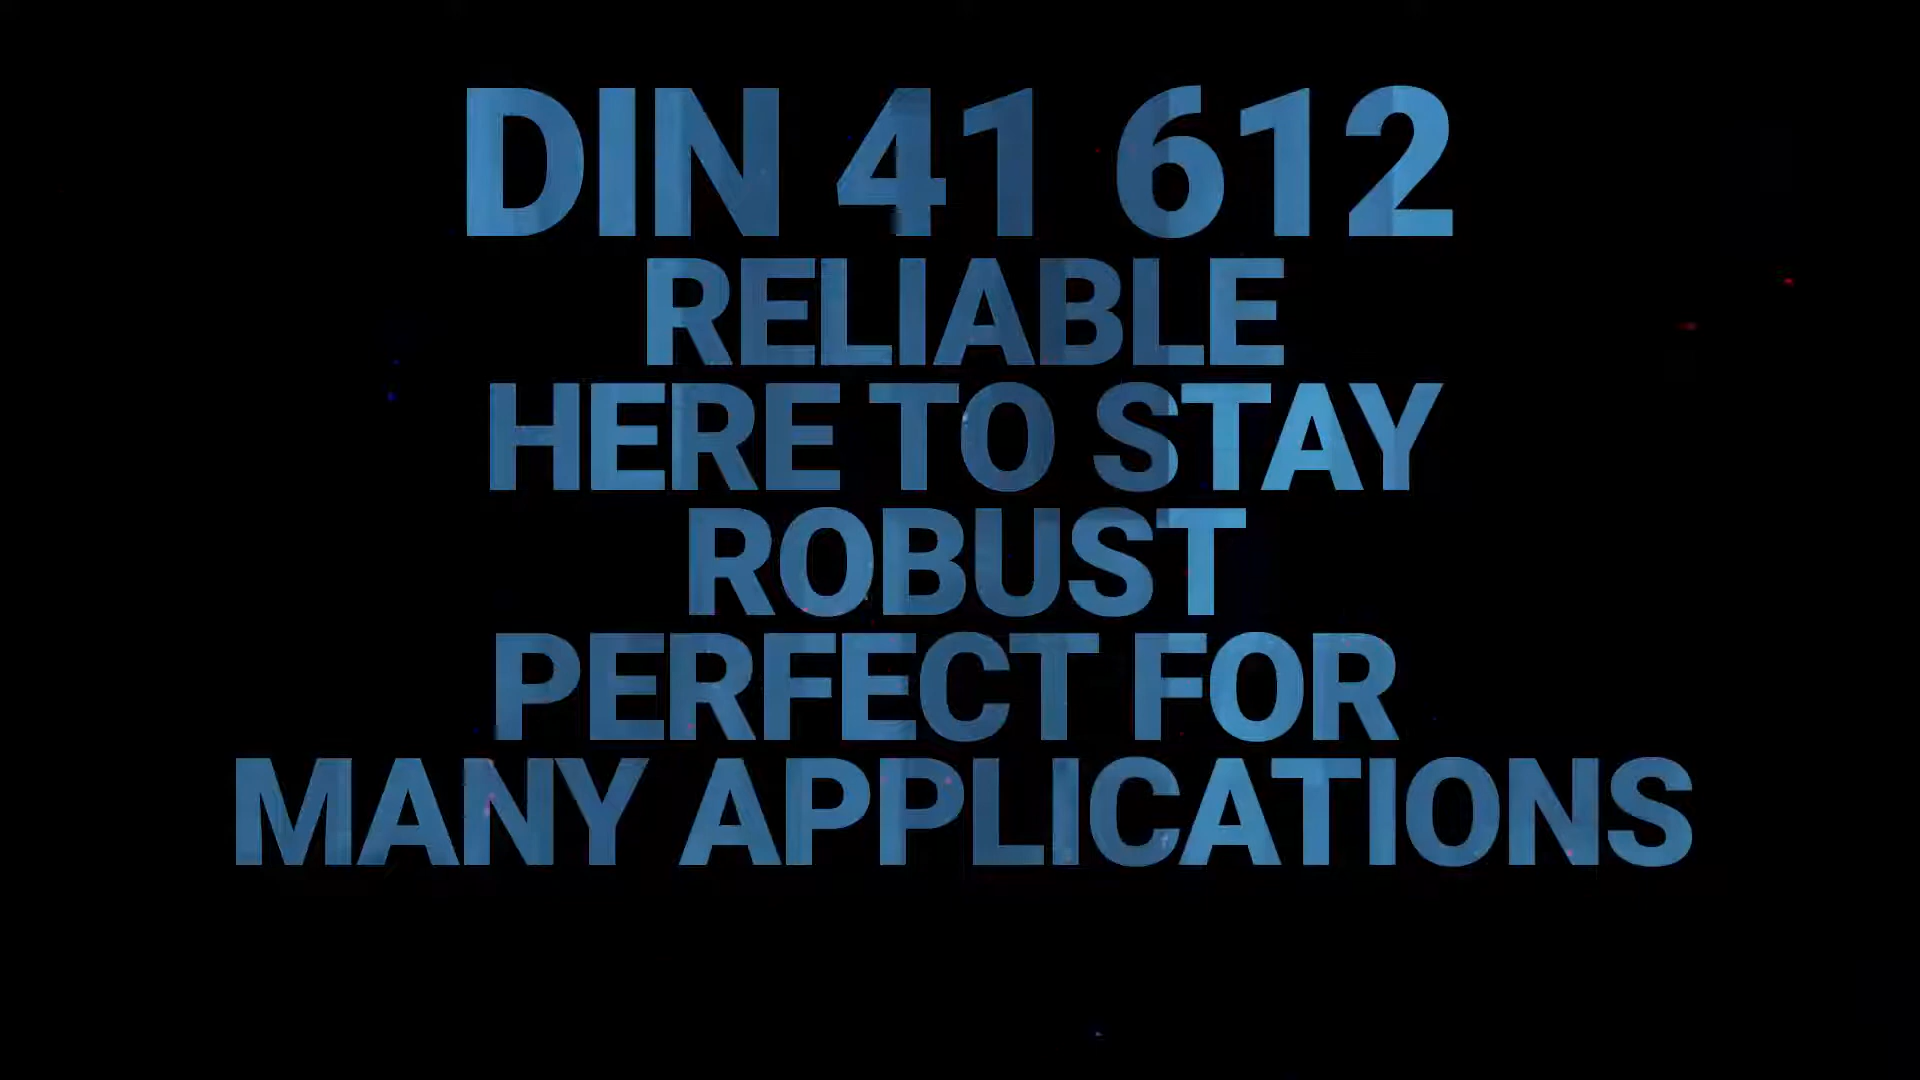 DIN 41 612
RELIABLE
HERE TO STAY
ROBUST
PERFECT FOR
MANY APPLICATIONS